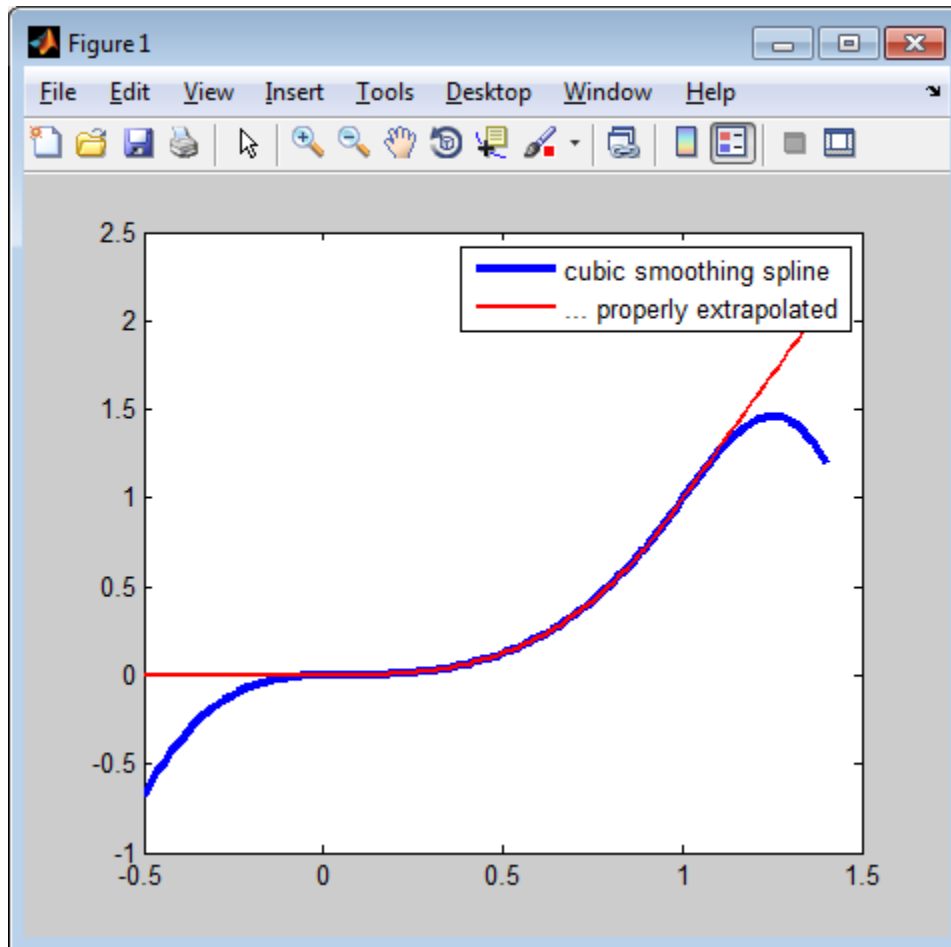 Figure 1
File Edit View Insert Tools Desktop Window Help
2.5
cubic smoothing spline
... properly extrapolated
2
1.5
1
0.5
0
-0.5
-1
-0.5 0 0.5 1 1.5